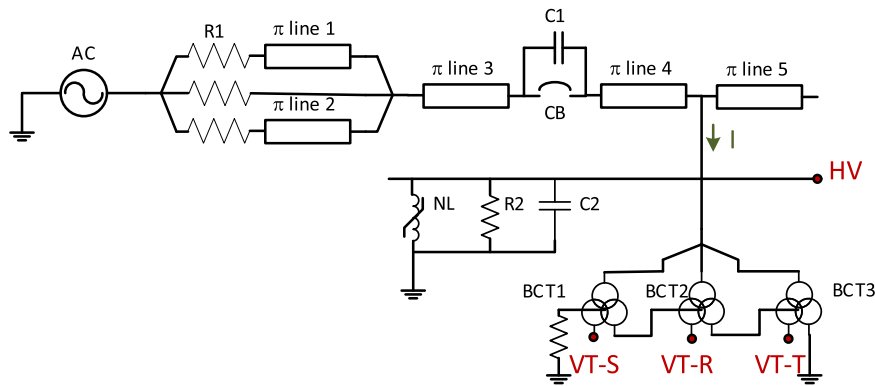 C1
R1
π line 1
AC
π line 3
π line 4
π line 5
π line 2
CB
I
HV
NL
R2
C2
BCT1
BCT2
BCT3
VT-S
VT-R
VT-T